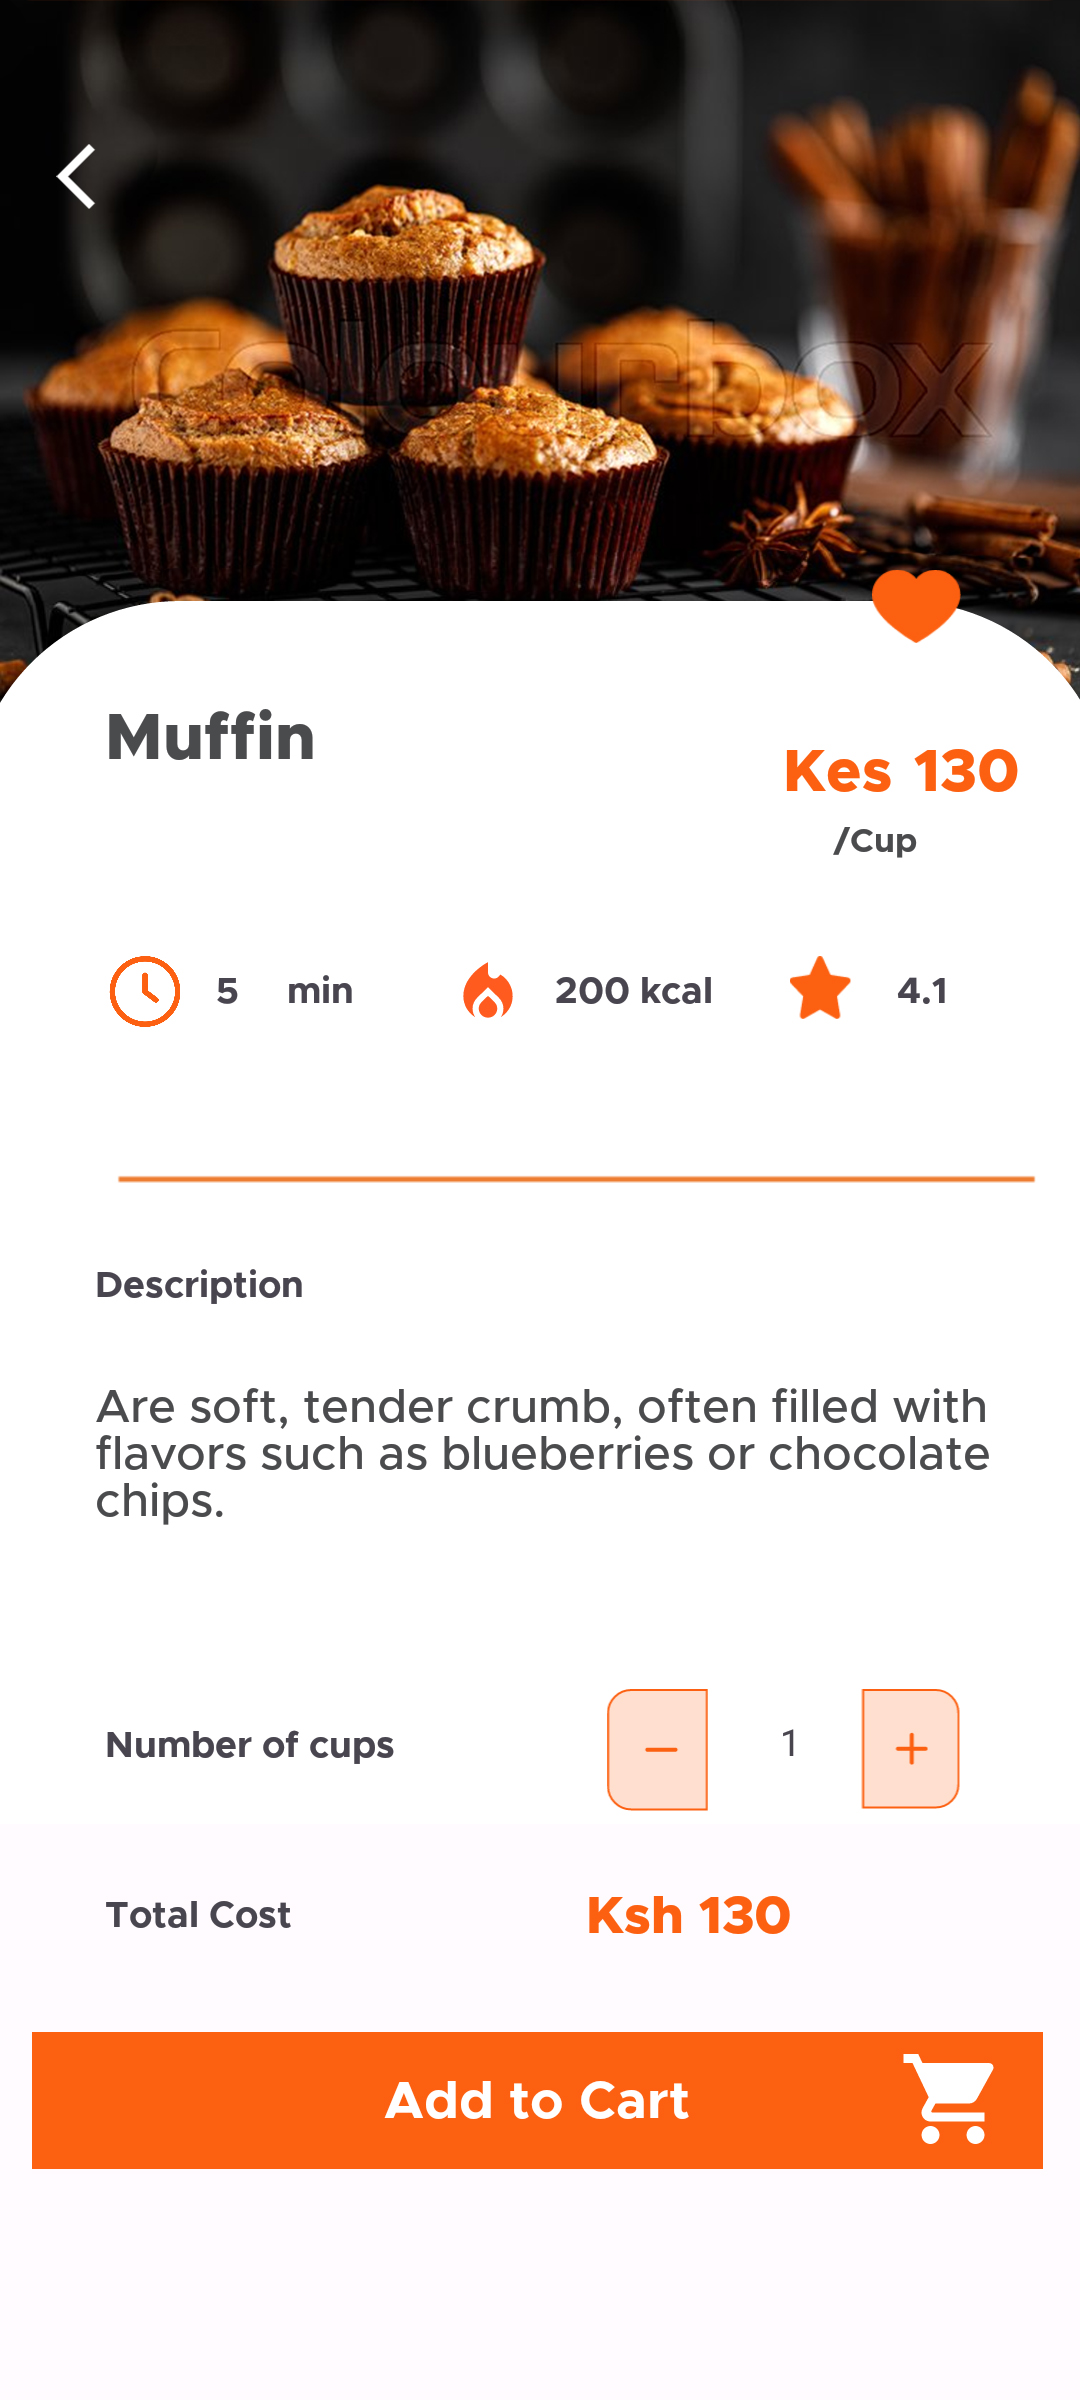 colourbox
Muffin
Kes 130
/Cup
5 min 200 kcal 4.1
Description
Are soft, tender crumb, often filled with
flavors such as blueberries or chocolate
chips.
Number of cups − 1 +
Total Cost Ksh 130
Add to Cart